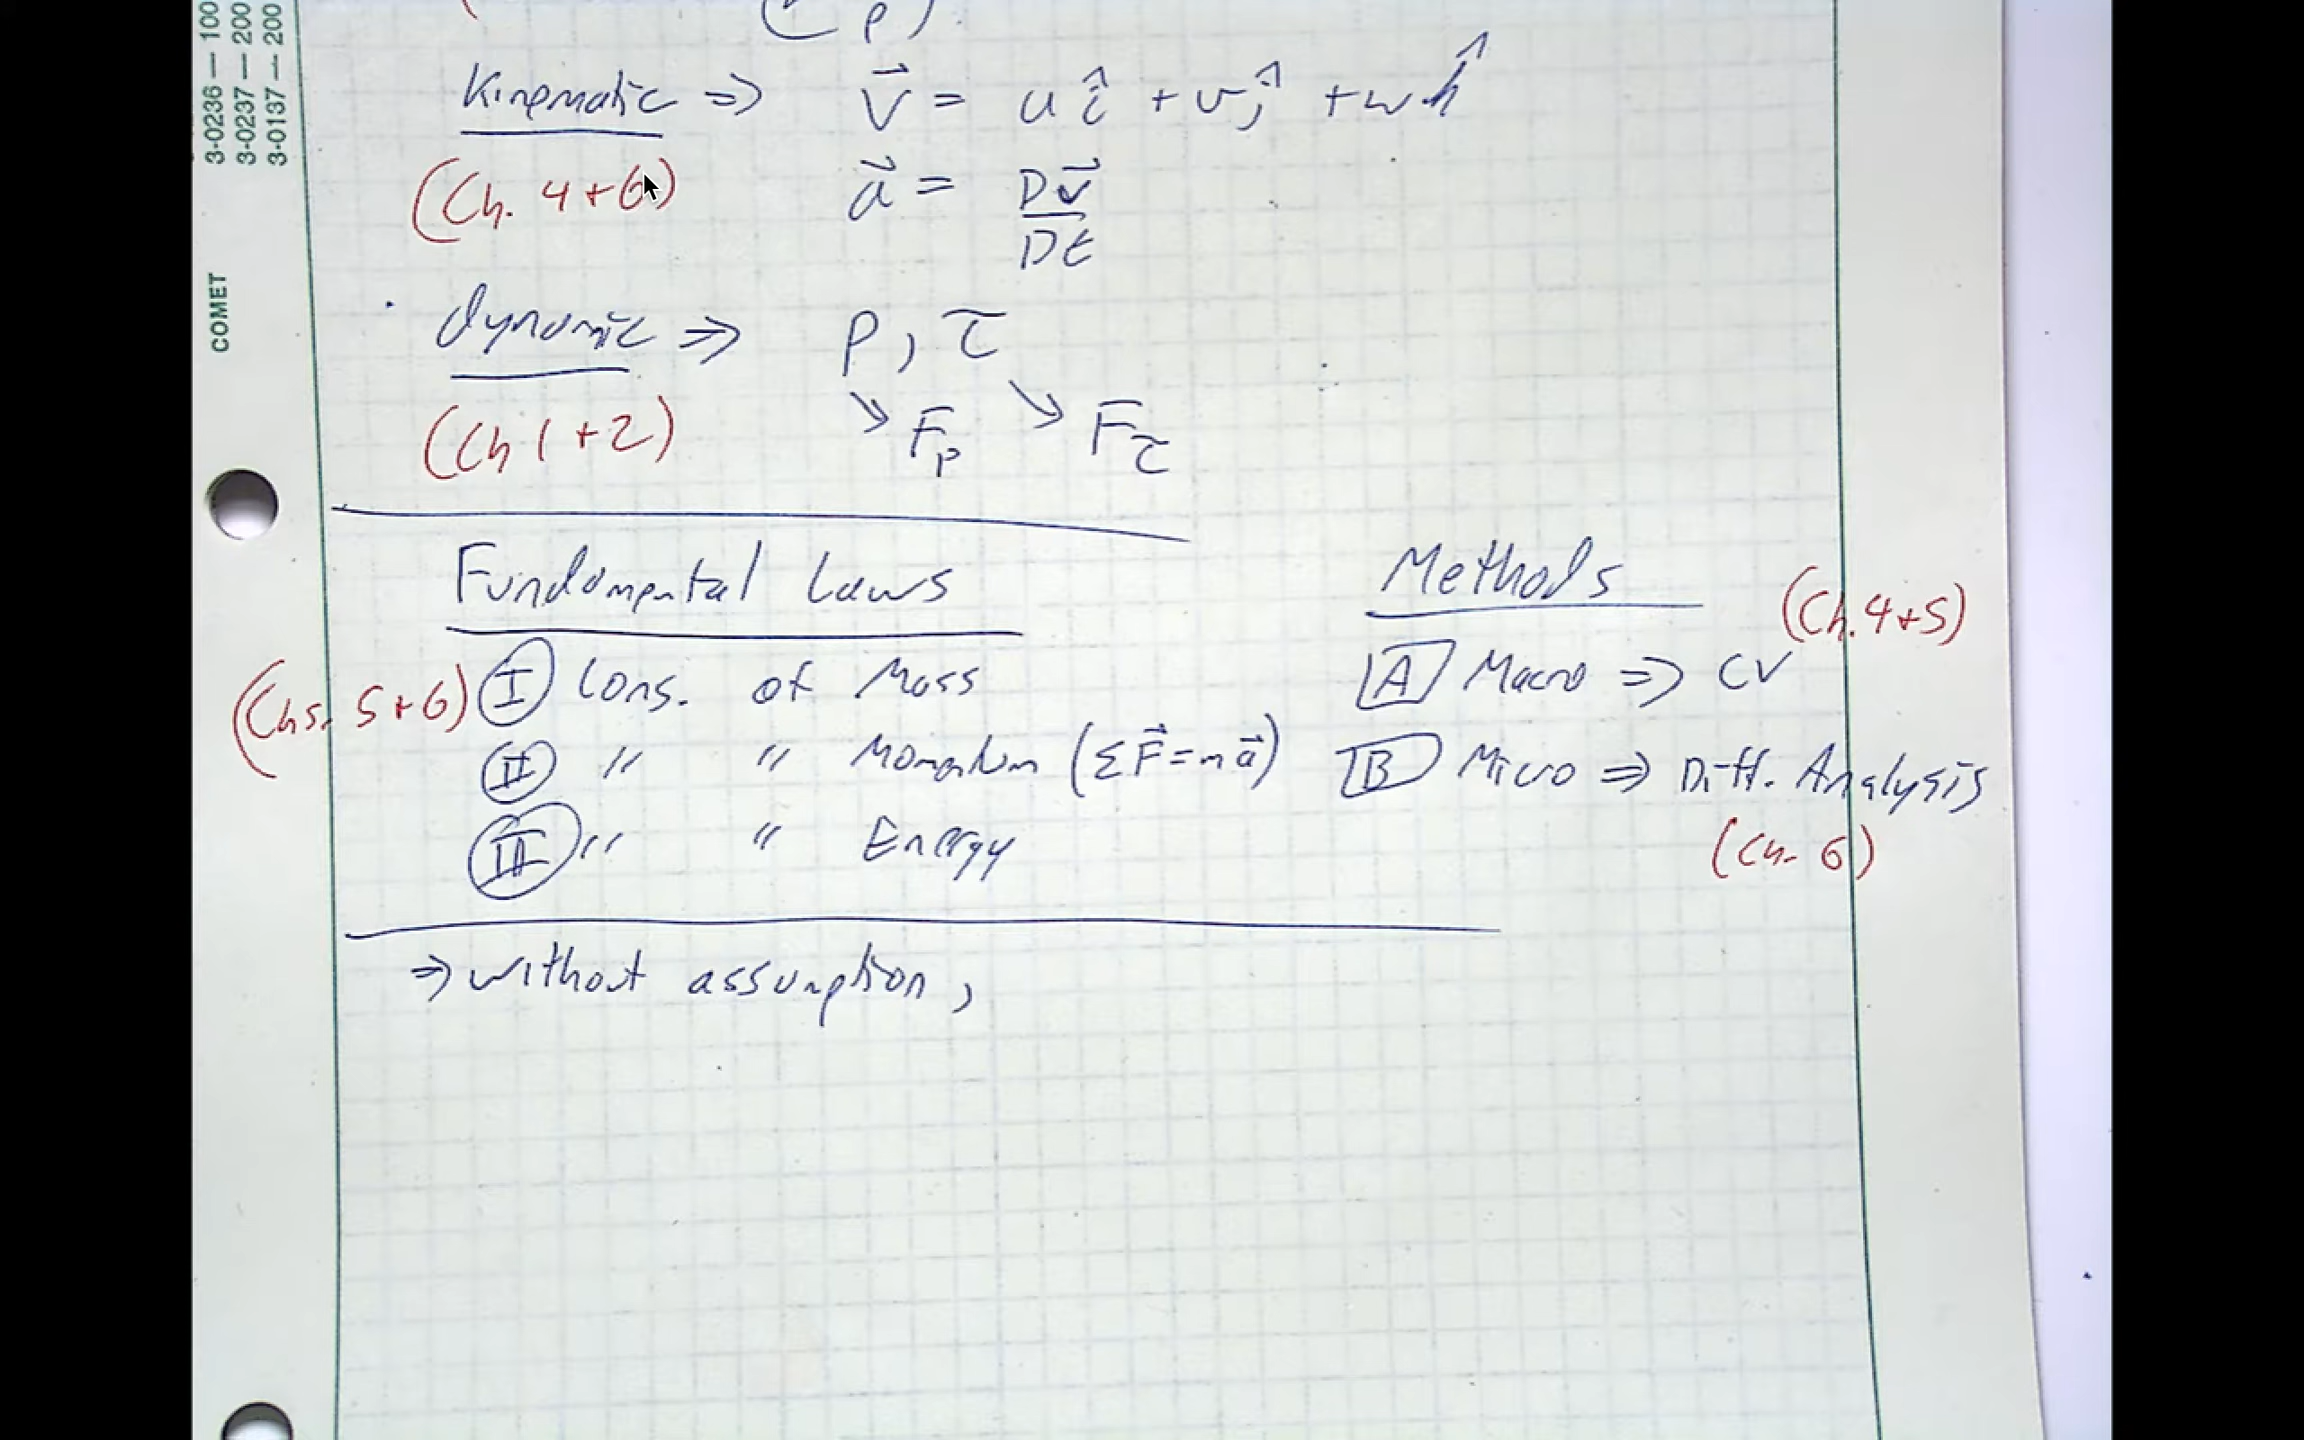 3-0236 — 100
3-0237 — 200
3-0137 — 200
COMET
Kinematic ⇒ V⃗ = u î + v ĵ + w k̂
(Ch. 4+6) a⃗ = DV⃗/Dt
dynamic ⇒ P, τ
(Ch 1+2) ↘ F_p ↘ F_τ
Fundamental Laws
(Chs. 5+6) Ⅰ Cons. of Mass
Ⅱ " " Momentum (ΣF⃗ = ma⃗)
Ⅲ " " Energy
Methods
(Ch. 4+5)
A Macro ⇒ CV
B Micro ⇒ Diff. Analysis
(Ch. 6)
⇒ without assumption,